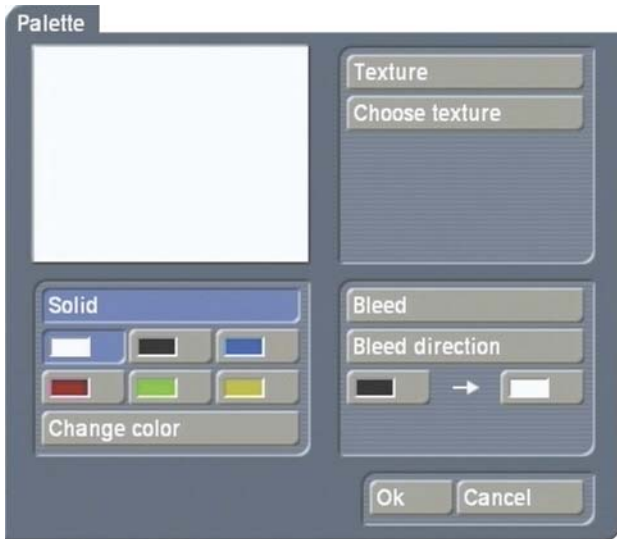 Palette
Texture
Choose texture
Solid
Change color
Bleed
Bleed direction
Ok
Cancel